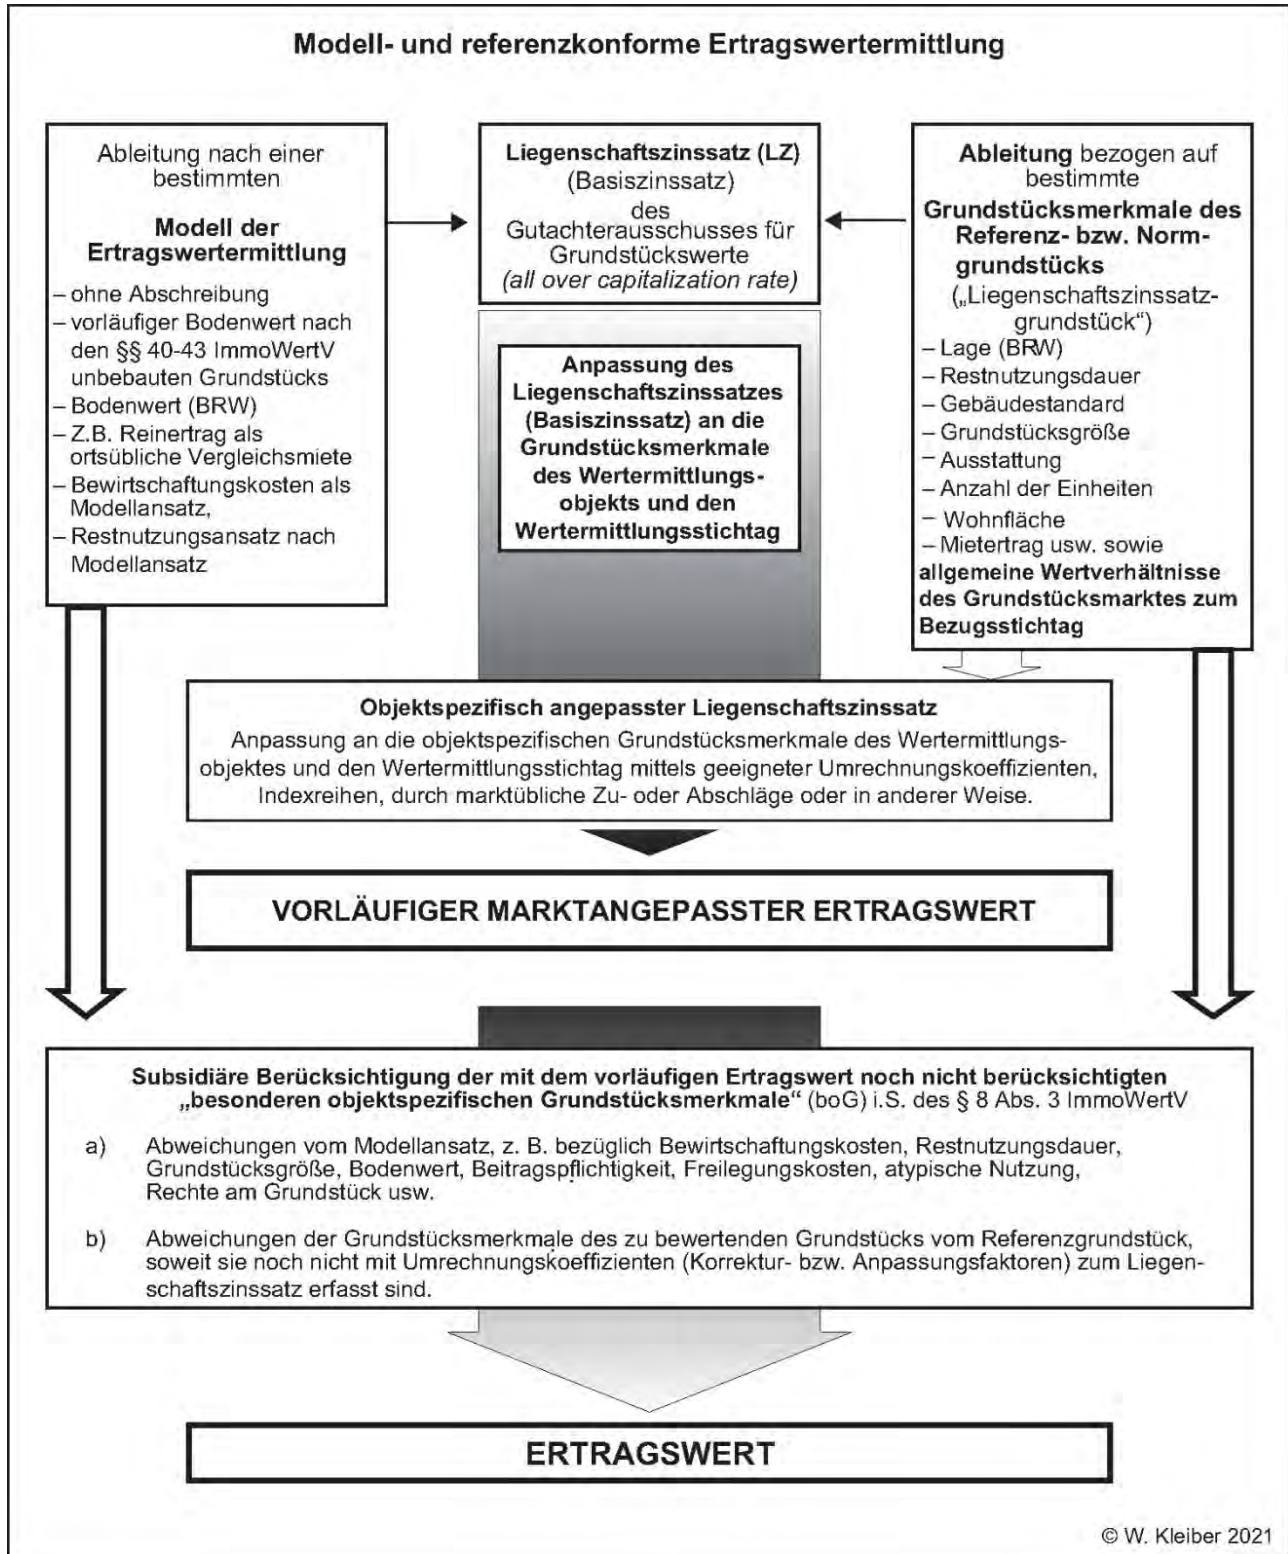 Modell- und referenzkonforme Ertragswertermittlung
Ableitung nach einer
bestimmten
Modell der
Ertragswertermittlung
– ohne Abschreibung
– vorläufiger Bodenwert nach
den §§ 40-43 ImmoWertV
unbebauten Grundstücks
– Bodenwert (BRW)
– Z.B. Reinertrag als
ortsübliche Vergleichsmiete
– Bewirtschaftungskosten als
Modellansatz,
– Restnutzungsansatz nach
Modellansatz
Liegenschaftszinssatz (LZ)
(Basiszinssatz)
des
Gutachterausschusses für
Grundstückswerte
(all over capitalization rate)
Anpassung des
Liegenschaftszinssatzes
(Basiszinssatz) an die
Grundstücksmerkmale
des Wertermittlungs-
objekts und den
Wertermittlungsstichtag
Ableitung bezogen auf
bestimmte
Grundstücksmerkmale des
Referenz- bzw. Norm-
grundstücks
(„Liegenschaftszinssatz-
grundstück“)
– Lage (BRW)
– Restnutzungsdauer
– Gebäudestandard
– Grundstücksgröße
– Ausstattung
– Anzahl der Einheiten
– Wohnfläche
– Mietertrag usw. sowie
allgemeine Wertverhältnisse
des Grundstücksmarktes zum
Bezugsstichtag
Objektspezifisch angepasster Liegenschaftszinssatz
Anpassung an die objektspezifischen Grundstücksmerkmale des Wertermittlungs-
objektes und den Wertermittlungsstichtag mittels geeigneter Umrechnungskoeffizienten,
Indexreihen, durch marktübliche Zu- oder Abschläge oder in anderer Weise.
VORLÄUFIGER MARKTANGEPASSTER ERTRAGSWERT
Subsidiäre Berücksichtigung der mit dem vorläufigen Ertragswert noch nicht berücksichtigten
„besonderen objektspezifischen Grundstücksmerkmale“ (boG) i.S. des § 8 Abs. 3 ImmoWertV
a) Abweichungen vom Modellansatz, z. B. bezüglich Bewirtschaftungskosten, Restnutzungsdauer,
Grundstücksgröße, Bodenwert, Beitragspflichtigkeit, Freilegungskosten, atypische Nutzung,
Rechte am Grundstück usw.
b) Abweichungen der Grundstücksmerkmale des zu bewertenden Grundstücks vom Referenzgrundstück,
soweit sie noch nicht mit Umrechnungskoeffizienten (Korrektur- bzw. Anpassungsfaktoren) zum Liegen-
schaftszinssatz erfasst sind.
ERTRAGSWERT
© W. Kleiber 2021